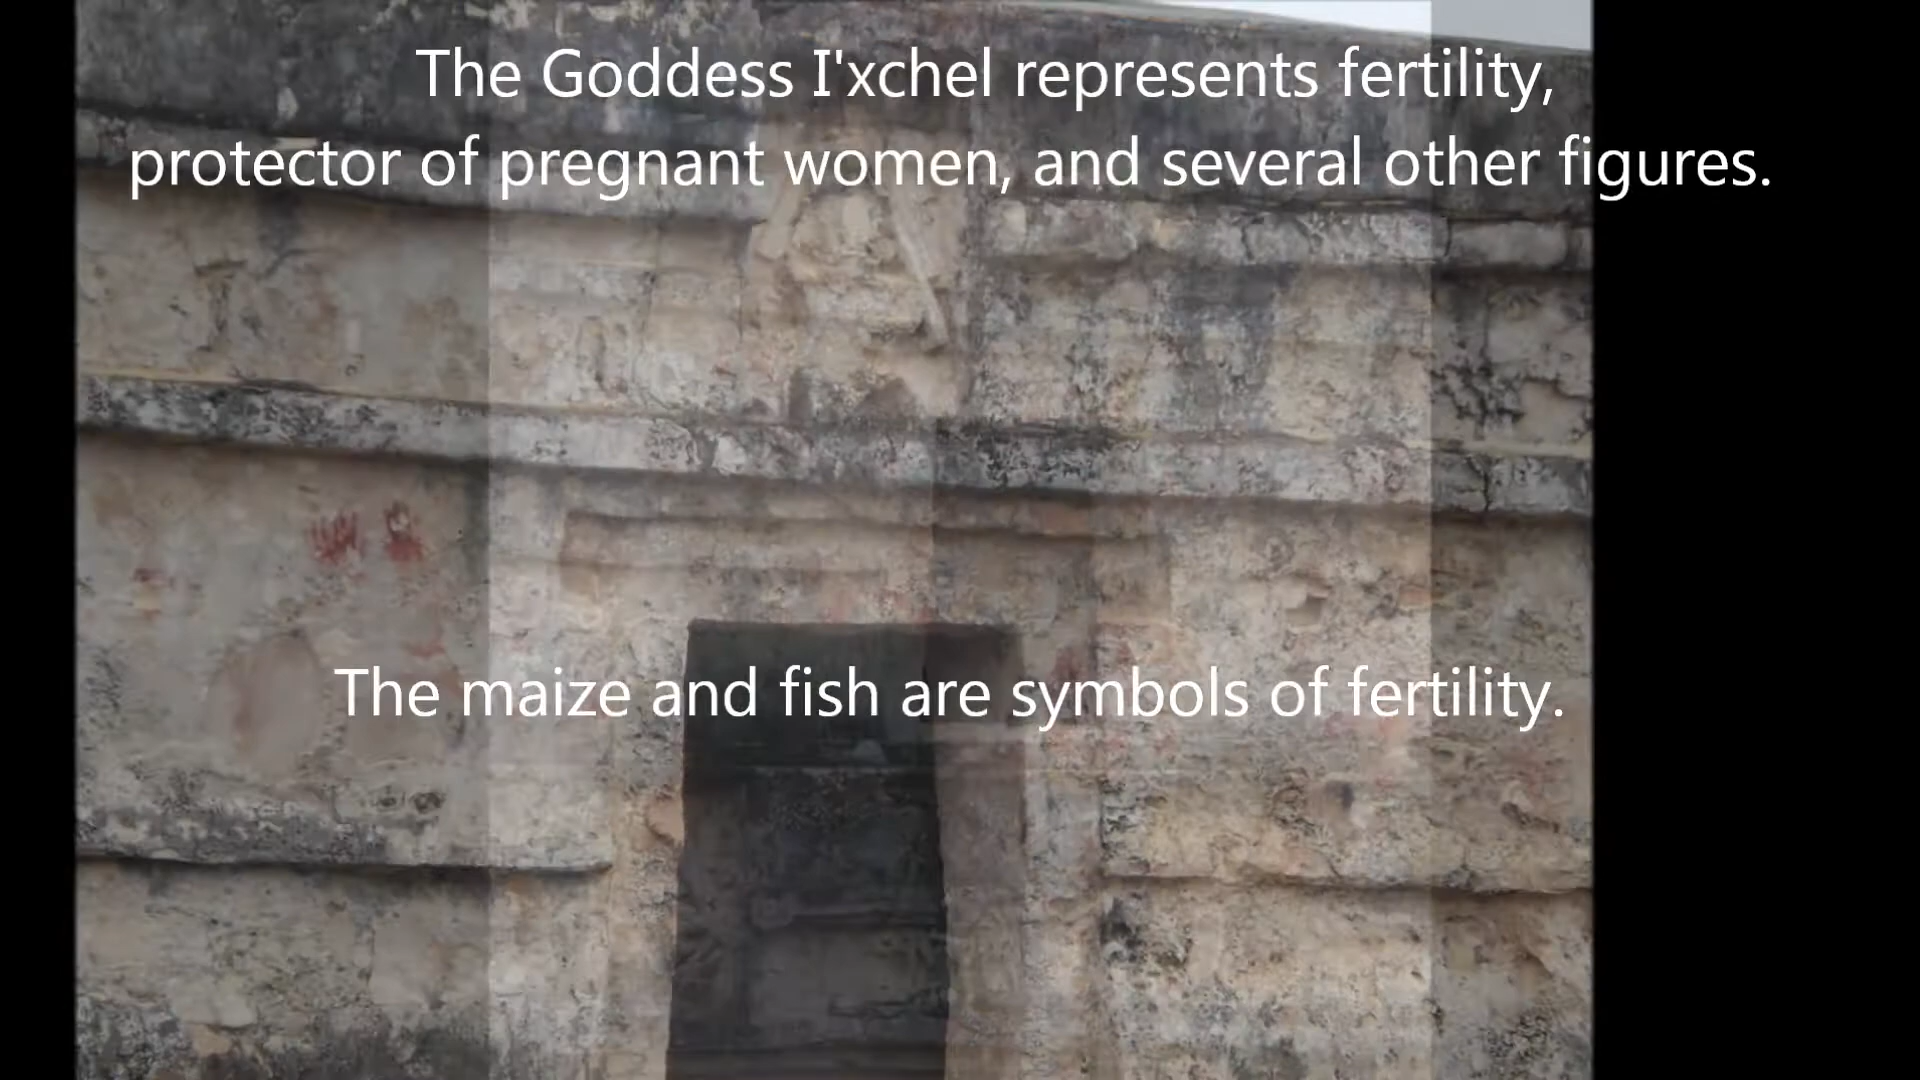 The Goddess I'xchel represents fertility,
protector of pregnant women, and several other figures.
The maize and fish are symbols of fertility.